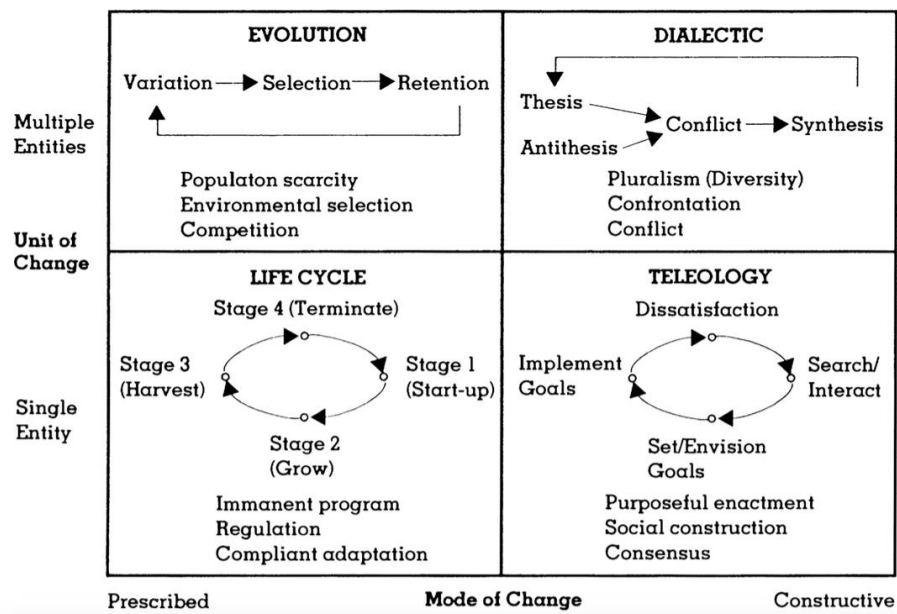 EVOLUTION
Variation Selection Retention
Populaton scarcity
Environmental selection
Competition
DIALECTIC
Thesis
Antithesis
Conflict Synthesis
Pluralism (Diversity)
Confrontation
Conflict
Multiple
Entities
Unit of
Change
LIFE CYCLE
Stage 4 (Terminate)
Stage 3
(Harvest)
Stage 1
(Start-up)
Stage 2
(Grow)
Immanent program
Regulation
Compliant adaptation
TELEOLOGY
Dissatisfaction
Implement
Goals
Search/
Interact
Set/Envision
Goals
Purposeful enactment
Social construction
Consensus
Single
Entity
Prescribed Mode of Change Constructive